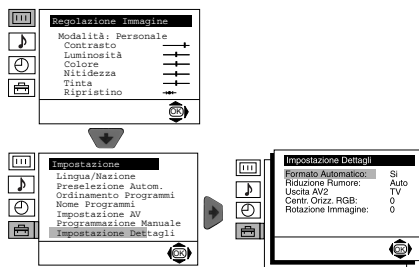 Regolazione Immagine
Modalità: Personale
Contrasto
Luminosità
Colore
Nitidezza
Tinta
Ripristino
OK
Impostazione
Lingua/Nazione
Preselezione Autom.
Ordinamento Programmi
Nome Programmi
Impostazione AV
Programmazione Manuale
Impostazione Dettagli
OK
Impostazione Dettagli
Formato Automatico: Si
Riduzione Rumore: Auto
Uscita AV2 TV
Centr. Orizz. RGB: 0
Rotazione Immagine: 0
OK